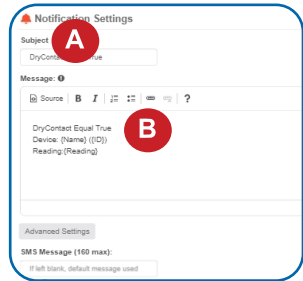 Notification Settings
Subject
A
DryConta True
Message:
Source B I ?
B
DryContact Equal True
Device: {Name} ({ID})
Reading:{Reading}
Advanced Settings
SMS Message (160 max):
If left blank, default message used